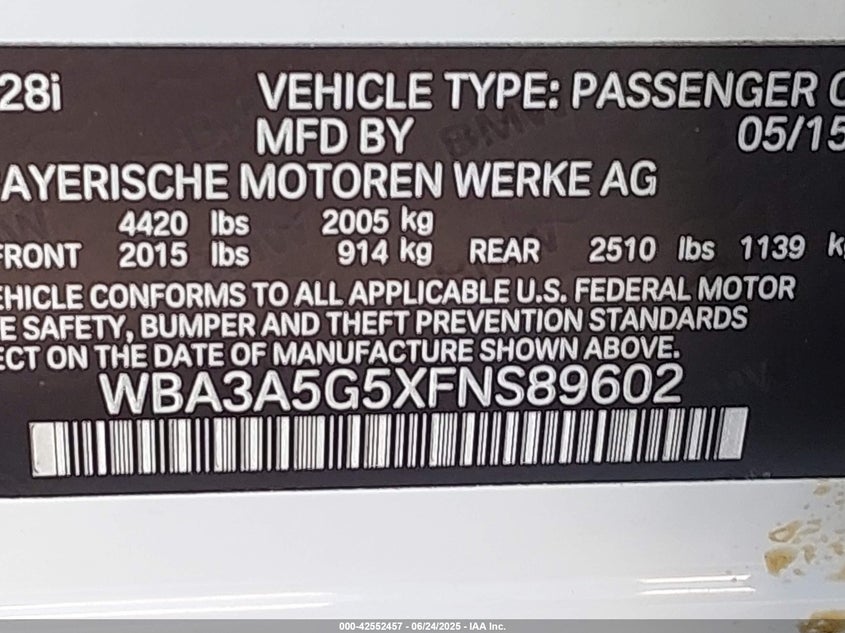 28i VEHICLE TYPE: PASSENGER C
MFD BY 05/15
AYERISCHE MOTOREN WERKE AG
4420 lbs 2005 kg
FRONT 2015 lbs 914 kg REAR 2510 lbs 1139 kg
EHICLE CONFORMS TO ALL APPLICABLE U.S. FEDERAL MOTOR
E SAFETY, BUMPER AND THEFT PREVENTION STANDARDS
ECT ON THE DATE OF MANUFACTURE SHOWN ABOVE.
WBA3A5G5XFNS89602
000-42552457 - 06/24/2025 - IAA Inc.